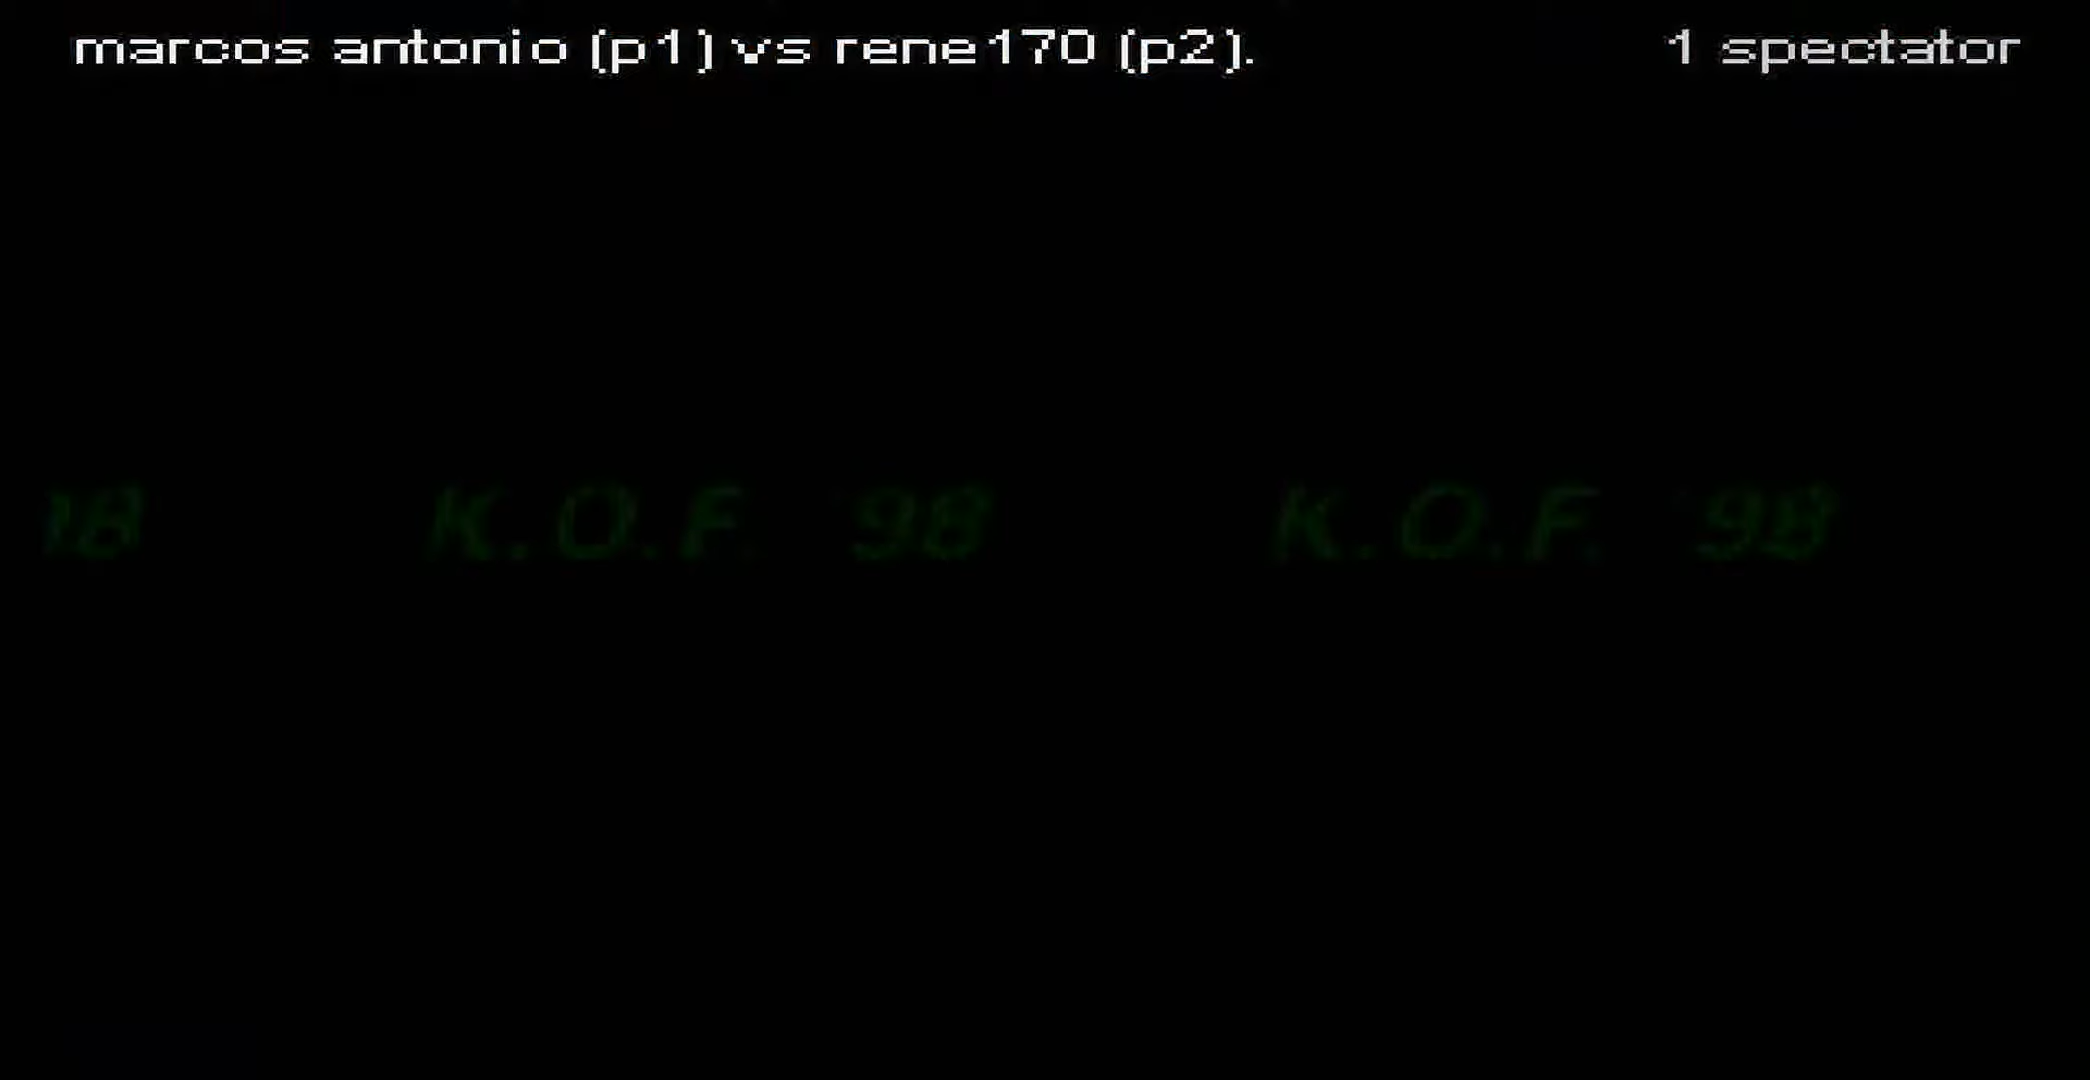 marcos antonio (p1) vs rene170 (p2). 1 spectator
K.O.F. '98 K.O.F. '98